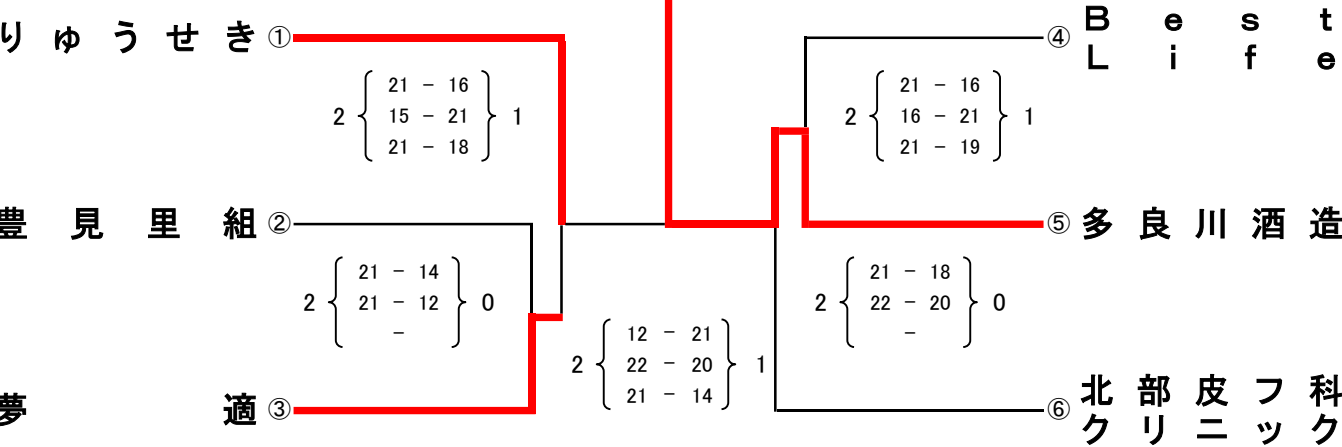 りゅうせき ①
④ Best
Life
2 { 21 － 16 } 1
15 － 21
21 － 18
2 { 21 － 16 } 1
16 － 21
21 － 19
豊見里組 ②
⑤ 多良川酒造
2 { 21 － 14 } 0
21 － 12
－
2 { 21 － 18 } 0
22 － 20
－
2 { 12 － 21 } 1
22 － 20
21 － 14
夢適 ③
⑥ 北部皮フ科
クリニック